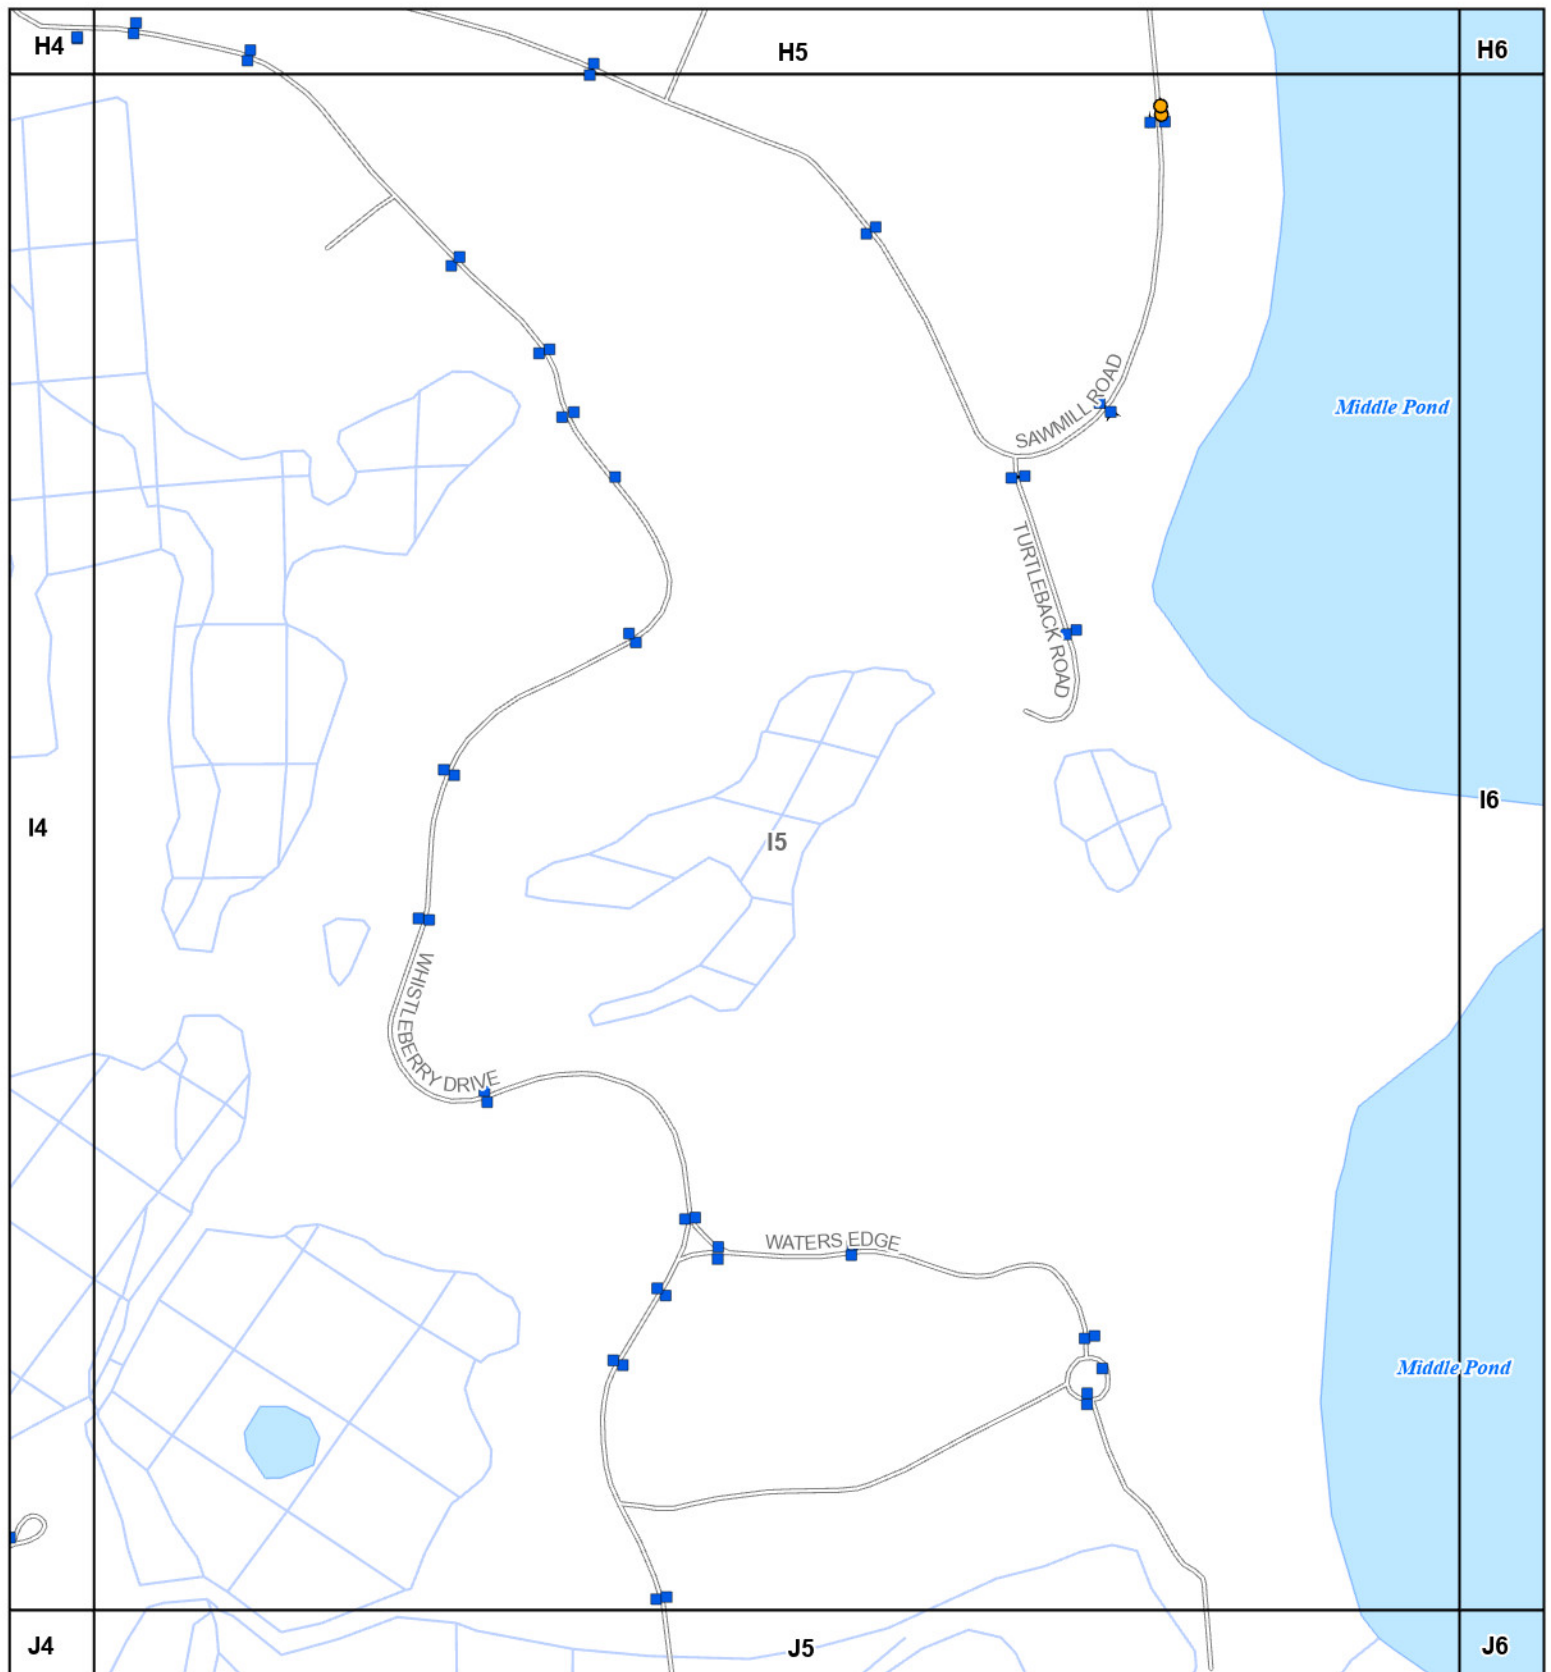 H4
H5
H6
SAWMILL ROAD
Middle Pond
TURTLEBACK ROAD
I4
I5
I6
WHISTLEBERRY DRIVE
WATERS EDGE
Middle Pond
J4
J5
J6